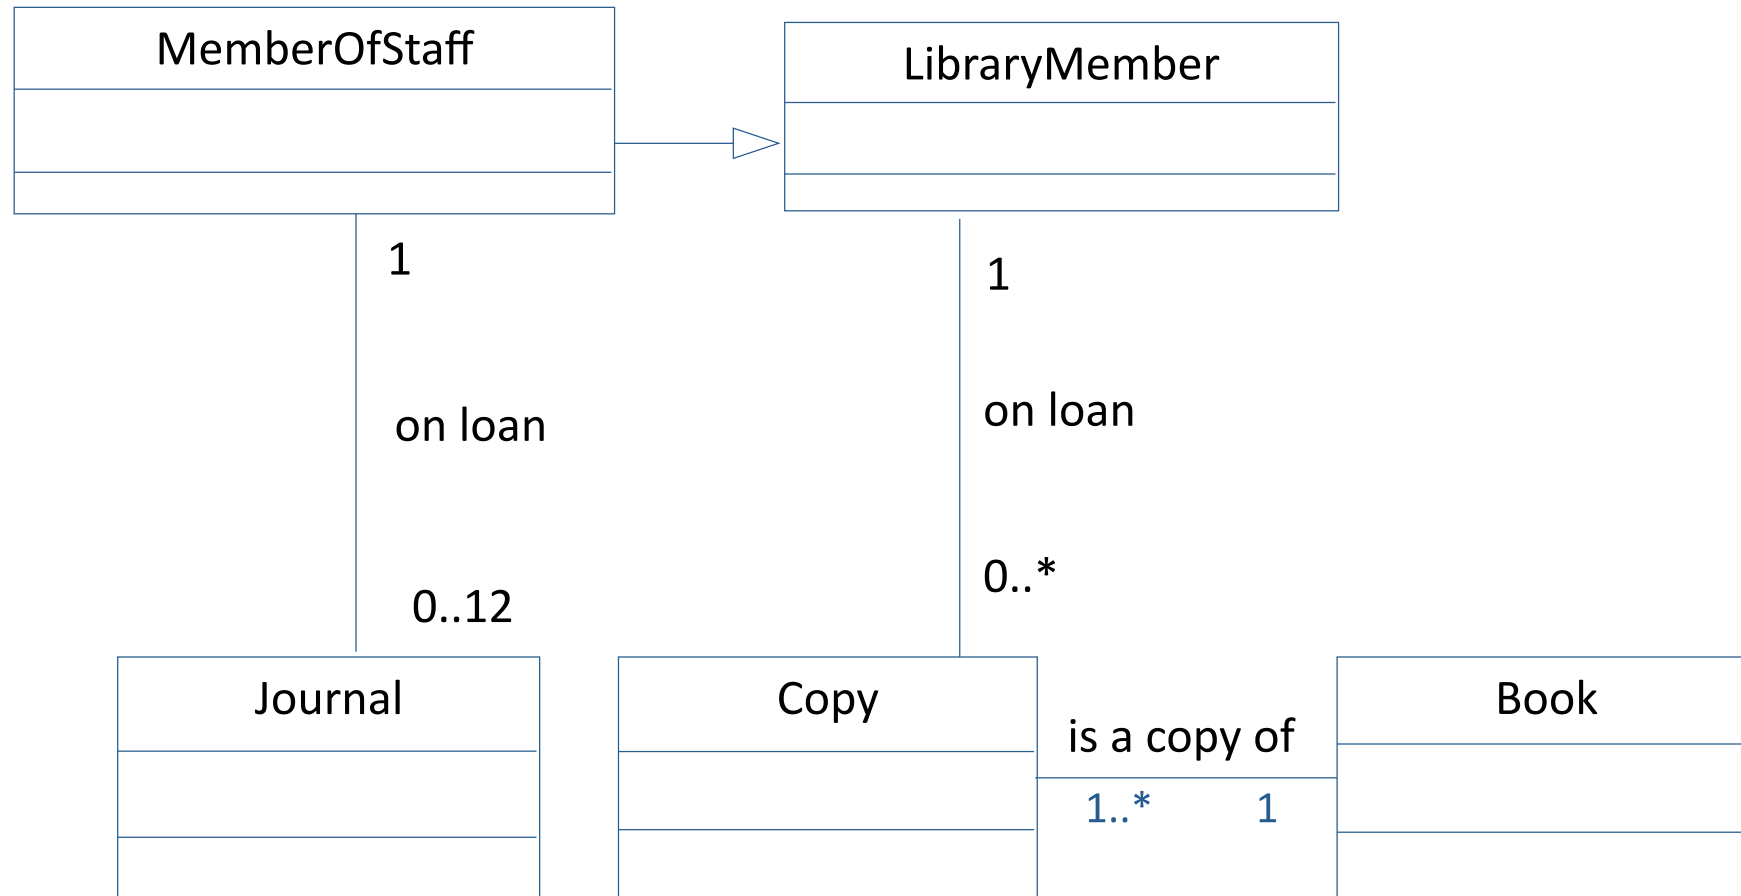 MemberOfStaff
LibraryMember
1
1
on loan
on loan
0..*
0..12
Journal
Copy
is a copy of
1..*
1
Book